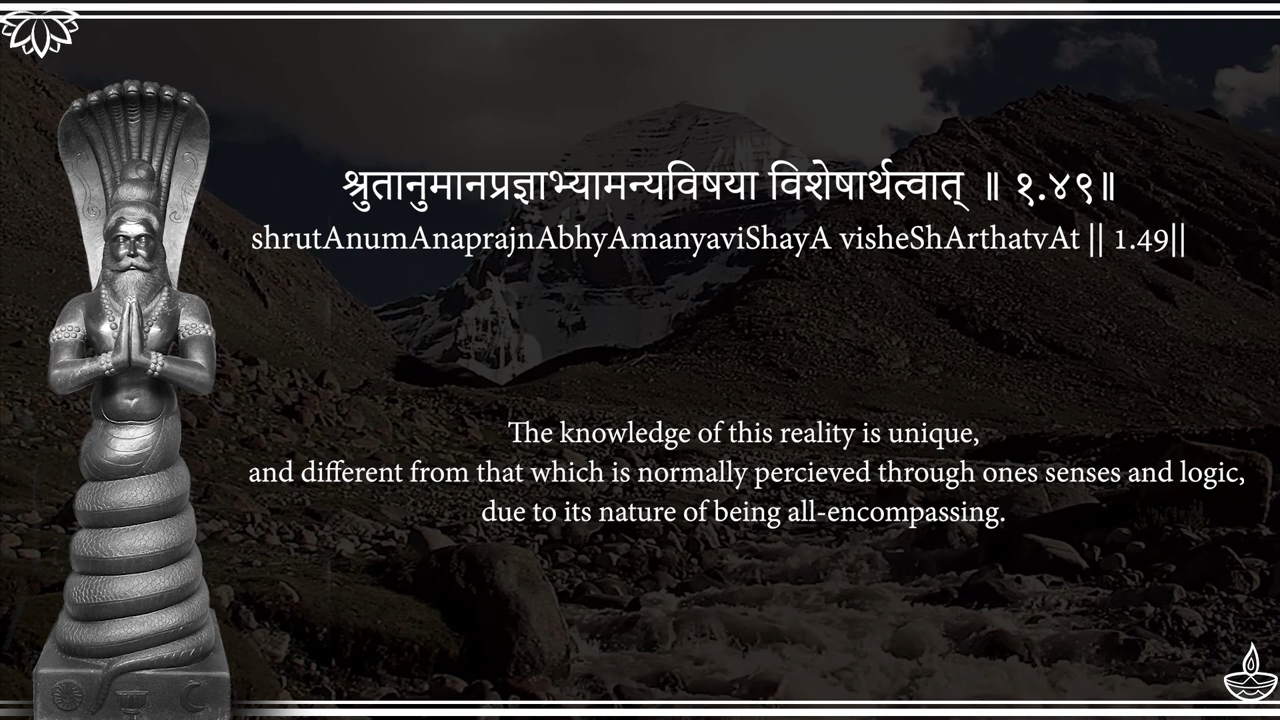 श्रुतानुमानप्रज्ञाभ्यामन्यविषया विशेषार्थत्वात् ॥ १.४९॥
shrutAnumAnaprajnAbhyAmanyaviShayA visheShArthatvAt || 1.49||
The knowledge of this reality is unique,
and different from that which is normally percieved through ones senses and logic,
due to its nature of being all-encompassing.